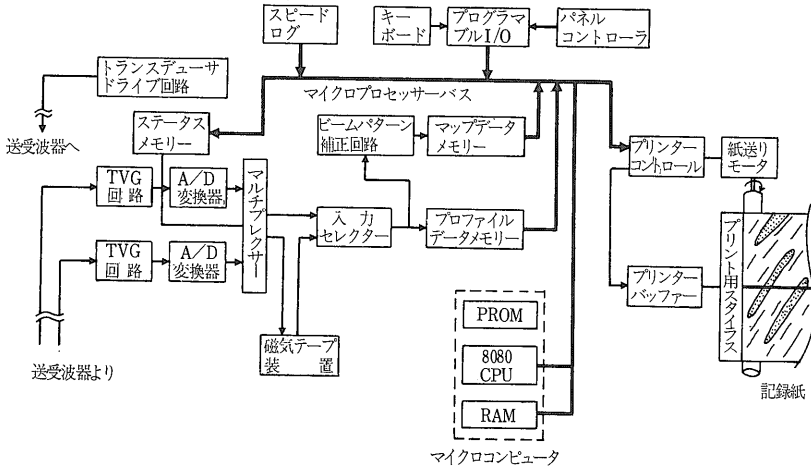 スピード
ログ
キー
ボード
プログラマ
ブルI/O
パネル
コントローラ
トランスデューサ
ドライブ回路
マイクロプロセッサーバス
送受波器へ
ステータス
メモリー
ビームパターン
補正回路
マップデータ
メモリー
プリンター
コントロール
紙送り
モータ
TVG
回路
A/D
変換器
マルチプレクサー
入力
セレクター
プロファイル
データメモリー
TVG
回路
A/D
変換器
プリンター
バッファー
プリント用スタイラス
磁気テープ
装置
送受波器より
PROM
8080
CPU
RAM
マイクロコンピュータ
記録紙